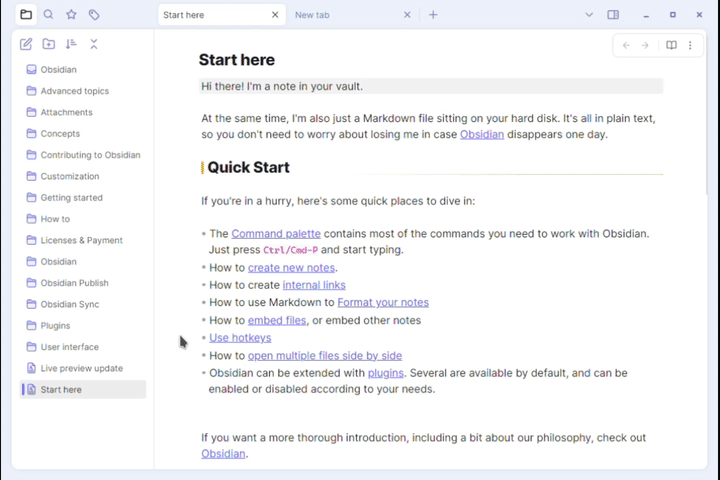 Start here
New tab
Obsidian
Advanced topics
Attachments
Concepts
Contributing to Obsidian
Customization
Getting started
How to
Licenses & Payment
Obsidian
Obsidian Publish
Obsidian Sync
Plugins
User interface
Live preview update
Start here
Start here
Hi there! I'm a note in your vault.
At the same time, I'm also just a Markdown file sitting on your hard disk. It's all in plain text,
so you don't need to worry about losing me in case Obsidian disappears one day.
Quick Start
If you're in a hurry, here's some quick places to dive in:
• The Command palette contains most of the commands you need to work with Obsidian.
Just press Ctrl/Cmd-P and start typing.
• How to create new notes.
• How to create internal links
• How to use Markdown to Format your notes
• How to embed files, or embed other notes
• Use hotkeys
• How to open multiple files side by side
• Obsidian can be extended with plugins. Several are available by default, and can be
enabled or disabled according to your needs.
If you want a more thorough introduction, including a bit about our philosophy, check out
Obsidian.